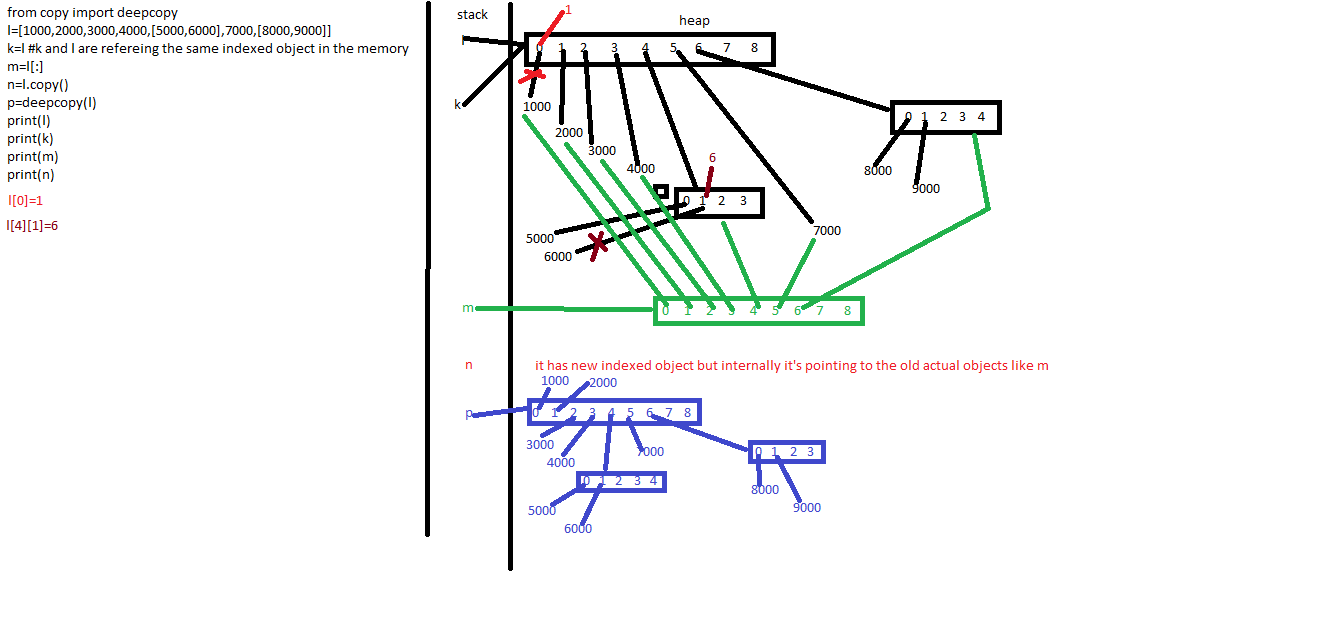 from copy import deepcopy
l=[1000,2000,3000,4000,[5000,6000],7000,[8000,9000]]
k=l #k and l are refereing the same indexed object in the memory
m=l[:]
n=l.copy()
p=deepcopy(l)
print(l)
print(k)
print(m)
print(n)
l[0]=1
l[4][1]=6
stack
heap
1
l
0 1 2 3 4 5 6 7 8
k
1000
2000
3000
4000
0 1 2 3 4
8000
9000
6
0 1 2 3
5000
6000
7000
m
0 1 2 3 4 5 6 7 8
n
it has new indexed object but internally it's pointing to the old actual objects like m
1000
2000
p
0 1 2 3 4 5 6 7 8
3000
4000
7000
0 1 2 3
0 1 2 3 4
8000
9000
5000
6000